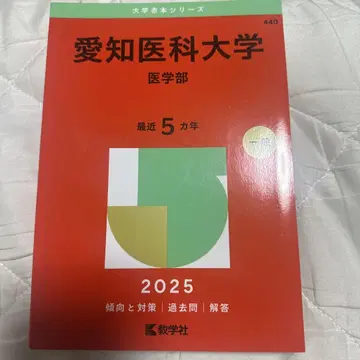 大学赤本シリーズ
440
愛知医科大学
医学部
最近5カ年
2025
傾向と対策|過去問|解答
教学社